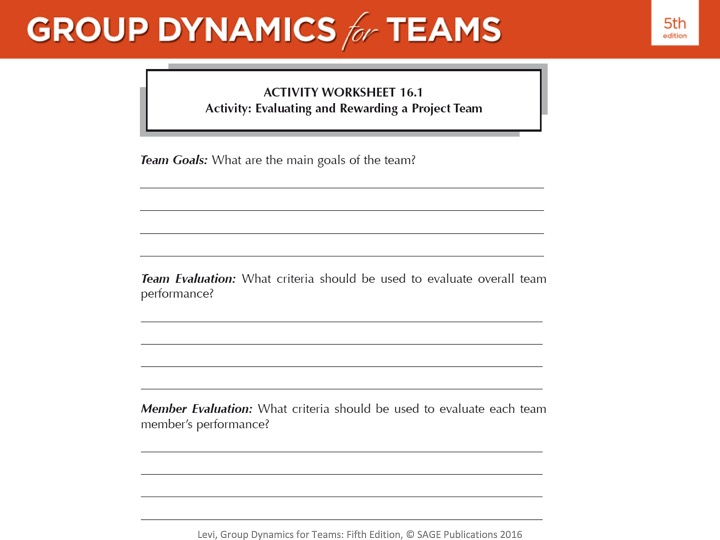 GROUP DYNAMICS for TEAMS
5th
edition
ACTIVITY WORKSHEET 16.1
Activity: Evaluating and Rewarding a Project Team
Team Goals: What are the main goals of the team?
Team Evaluation: What criteria should be used to evaluate overall team
performance?
Member Evaluation: What criteria should be used to evaluate each team
member’s performance?
Levi, Group Dynamics for Teams: Fifth Edition, © SAGE Publications 2016